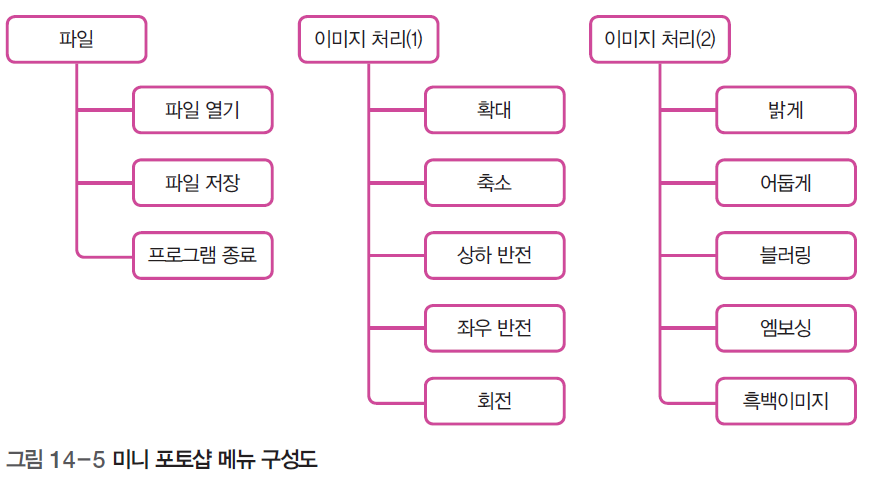 파일
파일 열기
파일 저장
프로그램 종료
이미지 처리(1)
확대
축소
상하 반전
좌우 반전
회전
이미지 처리(2)
밝게
어둡게
블러링
엠보싱
흑백이미지
그림 14-5 미니 포토샵 메뉴 구성도